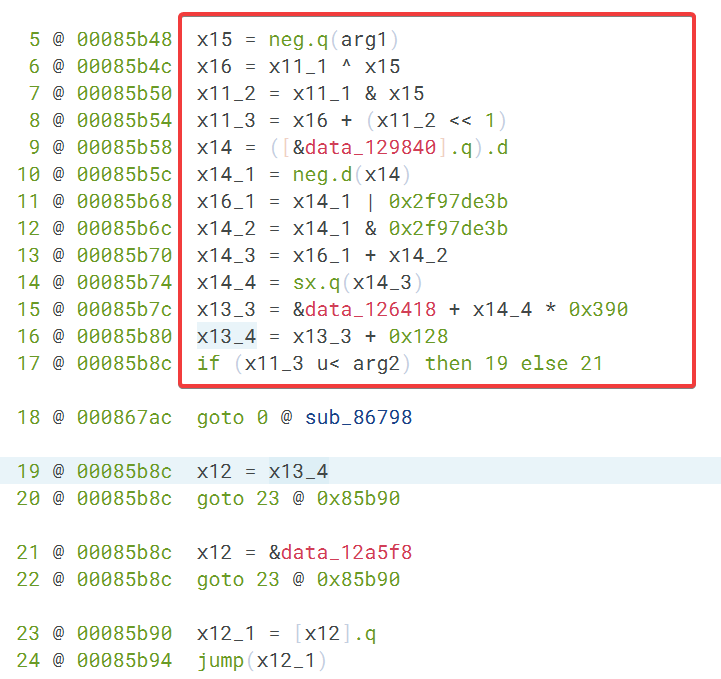 5 @ 00085b48 x15 = neg.q(arg1)
6 @ 00085b4c x16 = x11_1 ^ x15
7 @ 00085b50 x11_2 = x11_1 & x15
8 @ 00085b54 x11_3 = x16 + (x11_2 << 1)
9 @ 00085b58 x14 = ([&data_129840].q).d
10 @ 00085b5c x14_1 = neg.d(x14)
11 @ 00085b68 x16_1 = x14_1 | 0x2f97de3b
12 @ 00085b6c x14_2 = x14_1 & 0x2f97de3b
13 @ 00085b70 x14_3 = x16_1 + x14_2
14 @ 00085b74 x14_4 = sx.q(x14_3)
15 @ 00085b7c x13_3 = &data_126418 + x14_4 * 0x390
16 @ 00085b80 x13_4 = x13_3 + 0x128
17 @ 00085b8c if (x11_3 u< arg2) then 19 else 21
18 @ 000867ac goto 0 @ sub_86798
19 @ 00085b8c x12 = x13_4
20 @ 00085b8c goto 23 @ 0x85b90
21 @ 00085b8c x12 = &data_12a5f8
22 @ 00085b8c goto 23 @ 0x85b90
23 @ 00085b90 x12_1 = [x12].q
24 @ 00085b94 jump(x12_1)